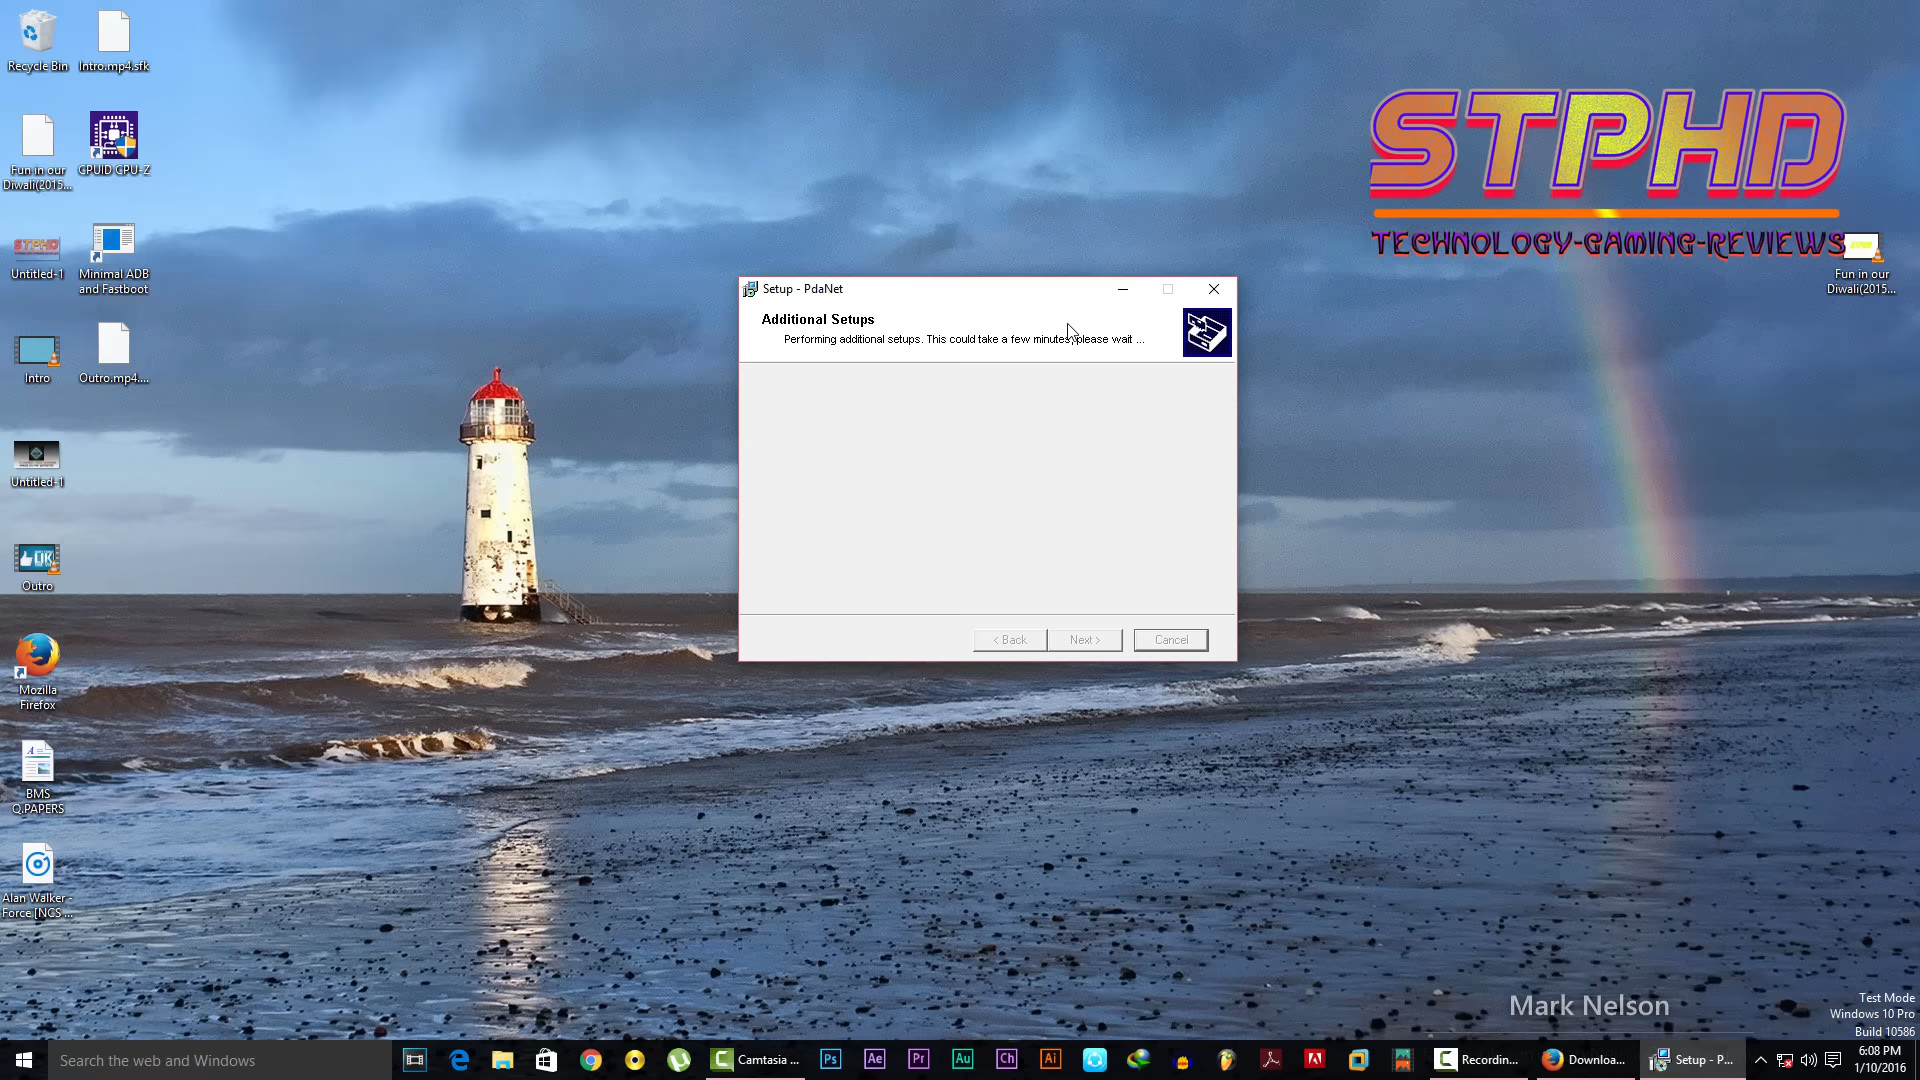 Recycle Bin
Intro.mp4.sfk
Fun in our
Diwali(2015...
CPUID CPU-Z
STPHD
Untitled-1
Minimal ADB
and Fastboot
Intro
Outro.mp4....
Untitled-1
Outro
Mozilla
Firefox
BMS
Q.PAPERS
Alan Walker -
Force [NCS ...
STPHD
TECHNOLOGY-GAMING-REVIEWS
Fun in our
Diwali(2015...
Setup - PdaNet
Additional Setups
Performing additional setups. This could take a few minutes, please wait ...
< Back
Next >
Cancel
Mark Nelson
Test Mode
Windows 10 Pro
Build 10586
Search the web and Windows
Camtasia ...
Ps
Ae
Pr
Au
Ch
Ai
Recordin...
Downloa...
Setup - P...
6:08 PM
1/10/2016